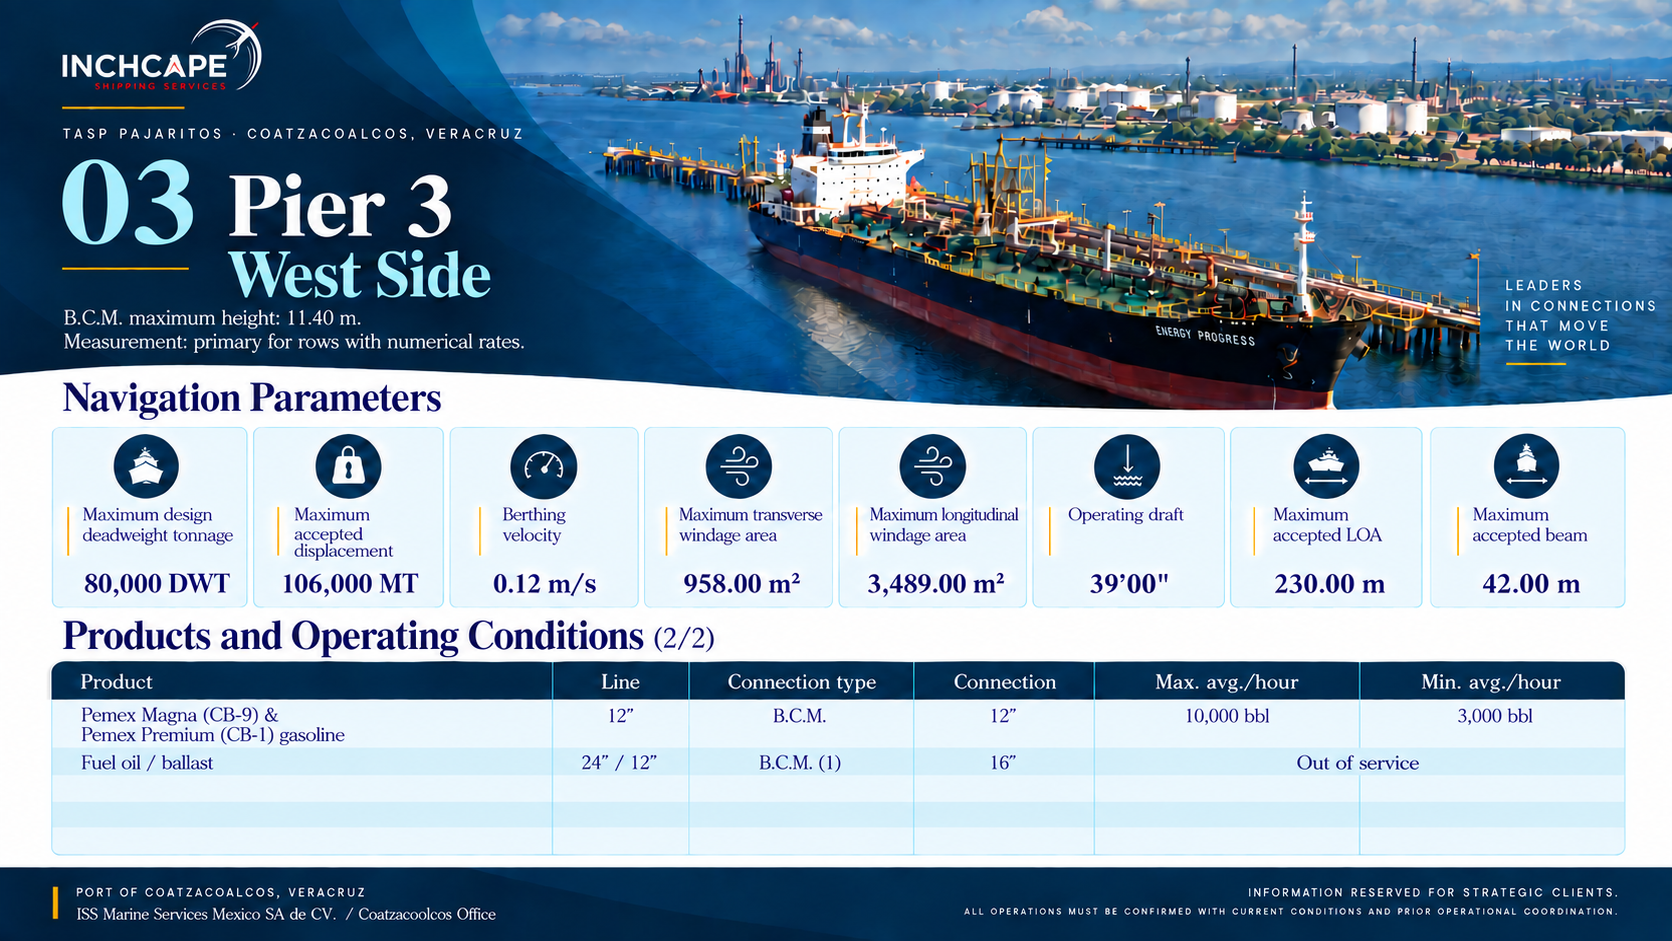 INCHCAPE
SHIPPING SERVICES
TASP PAJARITOS · COATZACOALCOS, VERACRUZ
03 Pier 3
West Side
B.C.M. maximum height: 11.40 m.
Measurement: primary for rows with numerical rates.
ENERGY PROGRESS
LEADERS
IN CONNECTIONS
THAT MOVE
THE WORLD
Navigation Parameters
Maximum design
deadweight tonnage
80,000 DWT
Maximum
accepted
displacement
106,000 MT
Berthing
velocity
0.12 m/s
Maximum transverse
windage area
958.00 m²
Maximum longitudinal
windage area
3,489.00 m²
Operating draft
39’00"
Maximum
accepted LOA
230.00 m
Maximum
accepted beam
42.00 m
Products and Operating Conditions (2/2)
Product Line Connection type Connection Max. avg./hour Min. avg./hour
Pemex Magna (CB-9) &
Pemex Premium (CB-1) gasoline
12” B.C.M. 12” 10,000 bbl 3,000 bbl
Fuel oil / ballast 24” / 12” B.C.M. (1) 16” Out of service
PORT OF COATZACOALCOS, VERACRUZ
ISS Marine Services Mexico SA de CV. / Coatzacoolcos Office
INFORMATION RESERVED FOR STRATEGIC CLIENTS.
ALL OPERATIONS MUST BE CONFIRMED WITH CURRENT CONDITIONS AND PRIOR OPERATIONAL COORDINATION.